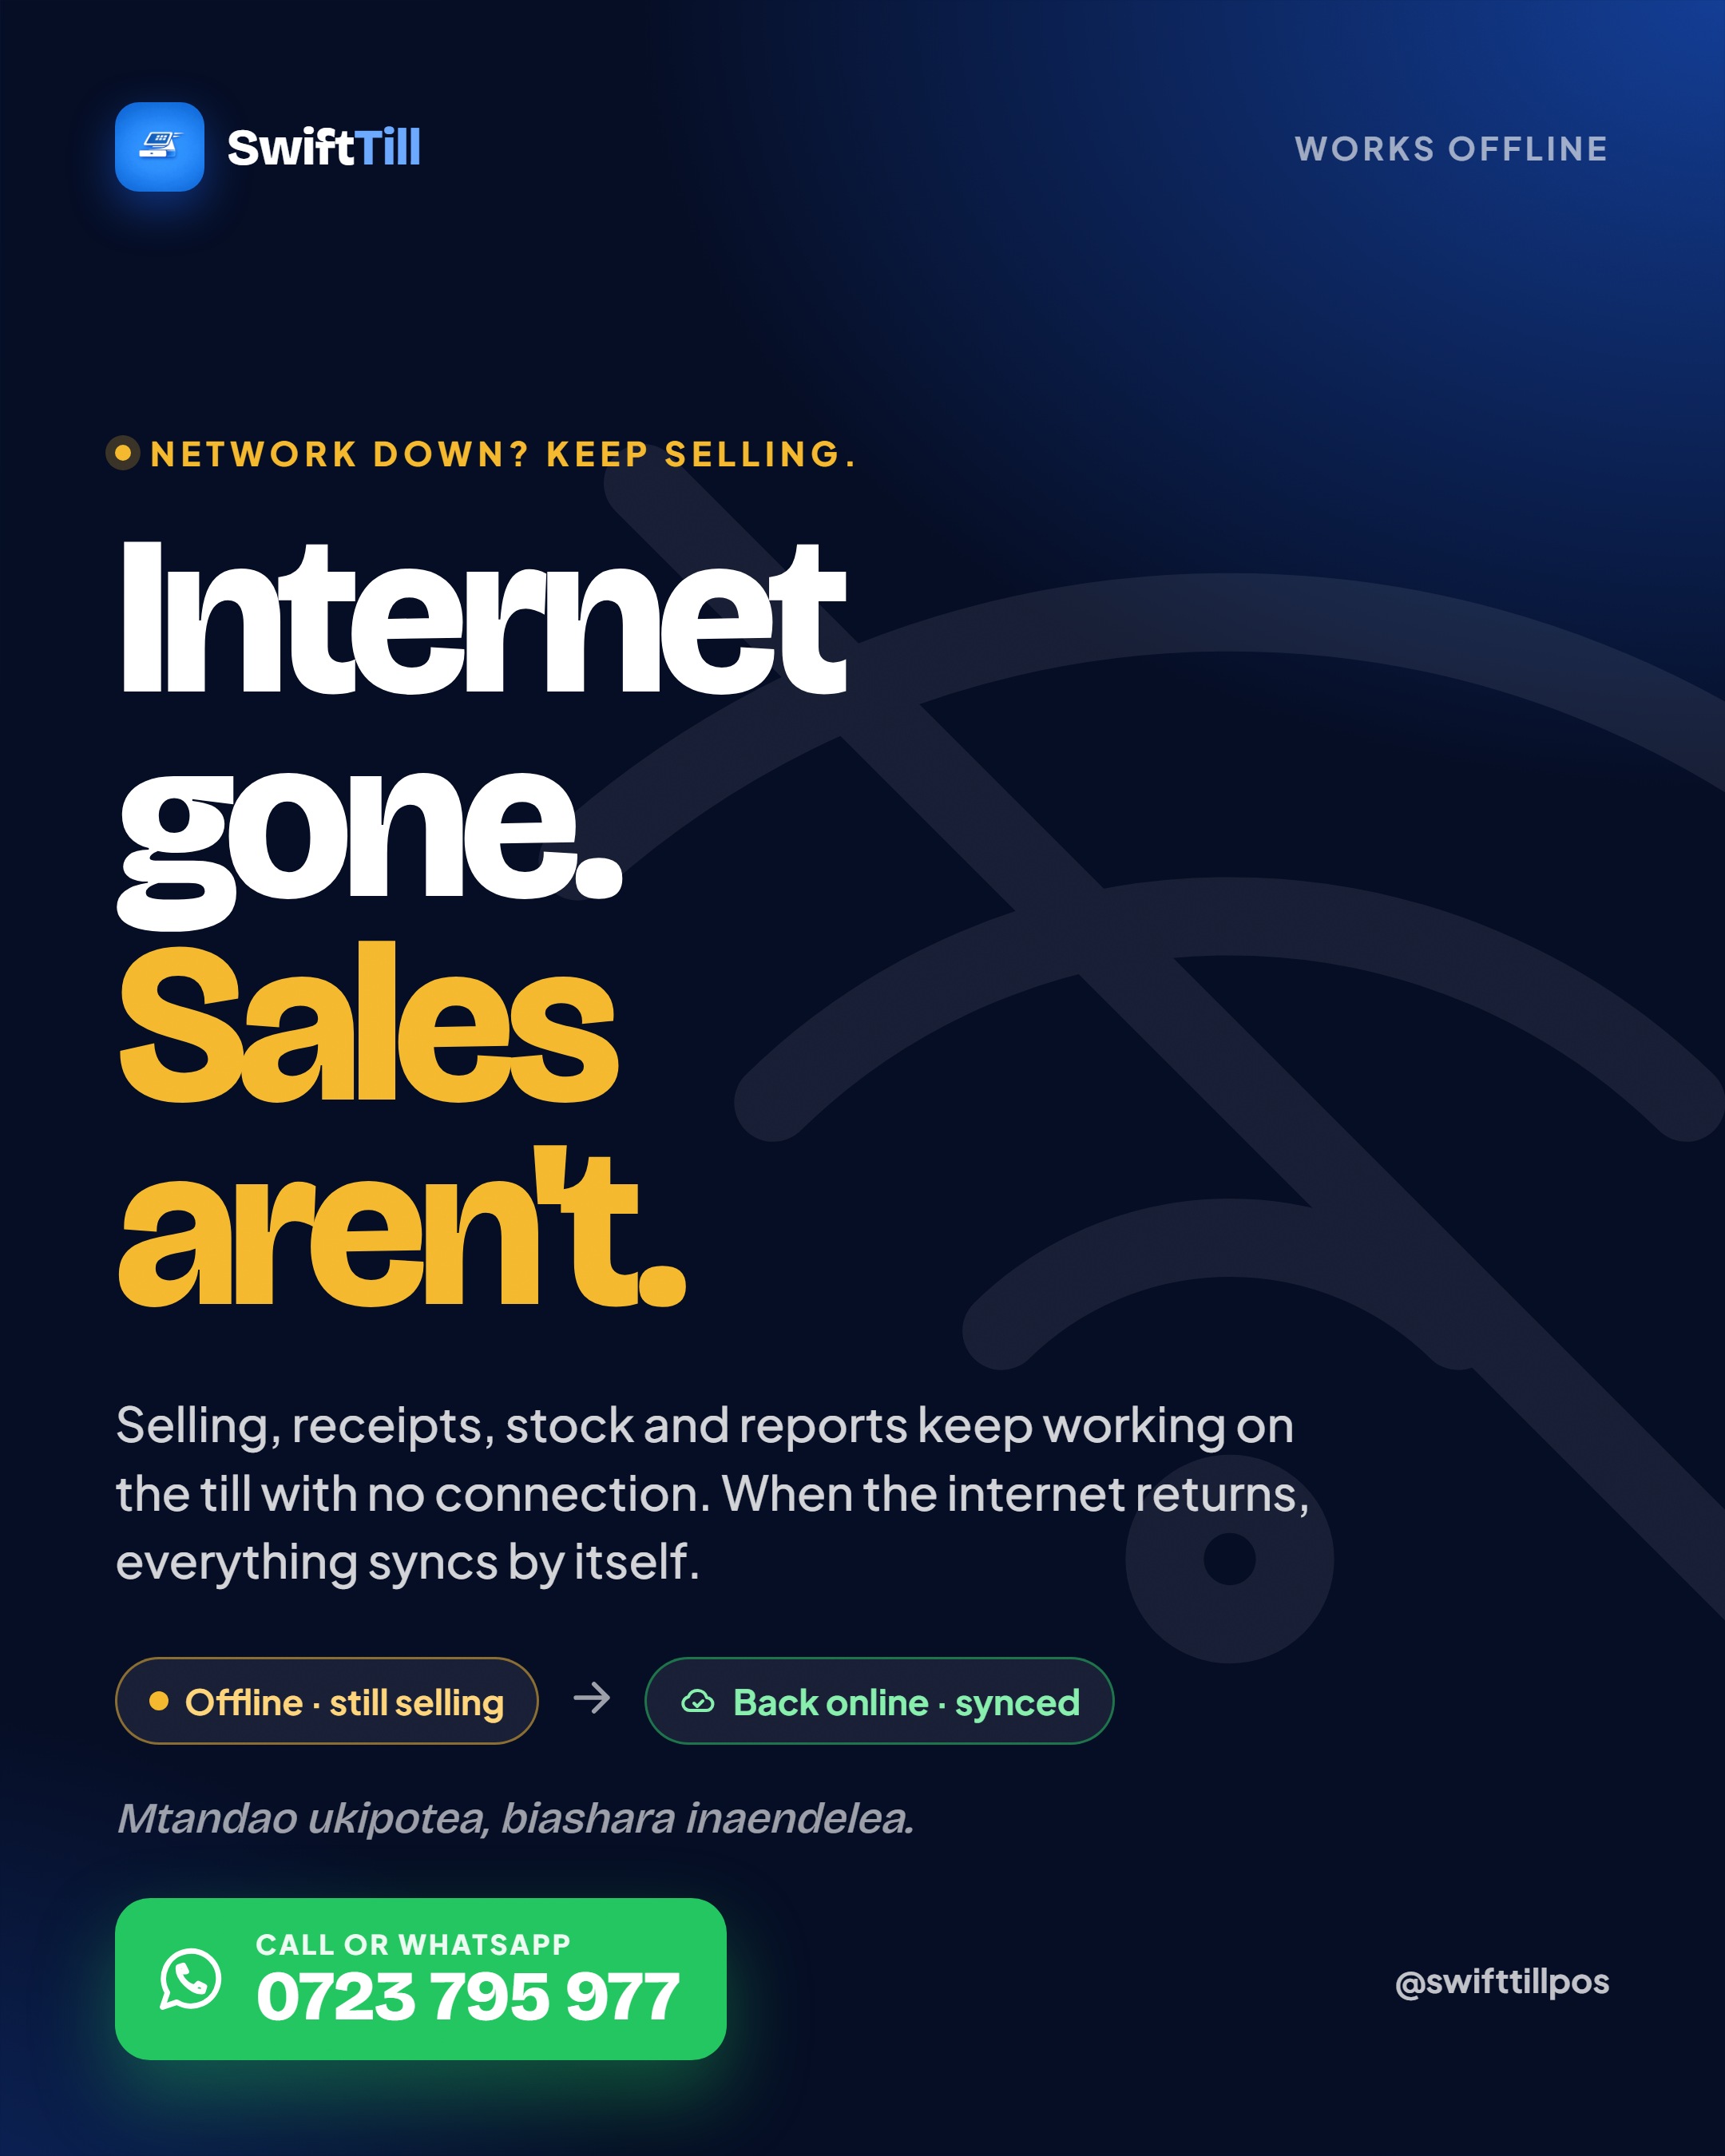 SwiftTill
WORKS OFFLINE
NETWORK DOWN? KEEP SELLING.
Internet
gone.
Sales
aren't.
Selling, receipts, stock and reports keep working on
the till with no connection. When the internet returns,
everything syncs by itself.
Offline · still selling
Back online · synced
Mtandao ukipotea, biashara inaendelea.
CALL OR WHATSAPP
0723 795 977
@swifttillpos